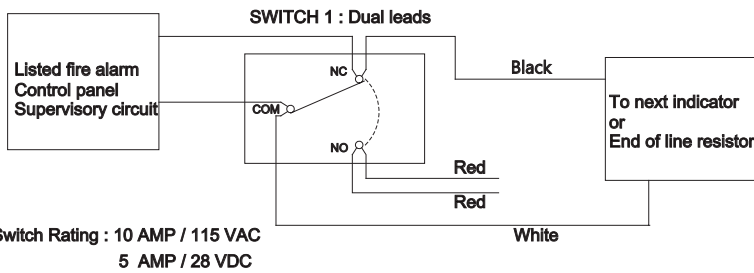 SWITCH 1 : Dual leads
Listed fire alarm
Control panel
Supervisory circuit
NC
COM
NO
Black
To next indicator
or
End of line resistor
Red
Red
White
Switch Rating : 10 AMP / 115 VAC
5 AMP / 28 VDC